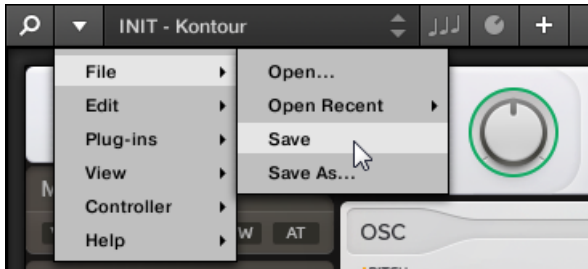 INIT - Kontour
File
Edit
Plug-ins
View
Controller
Help
Open...
Open Recent
Save
Save As...
AT
OSC